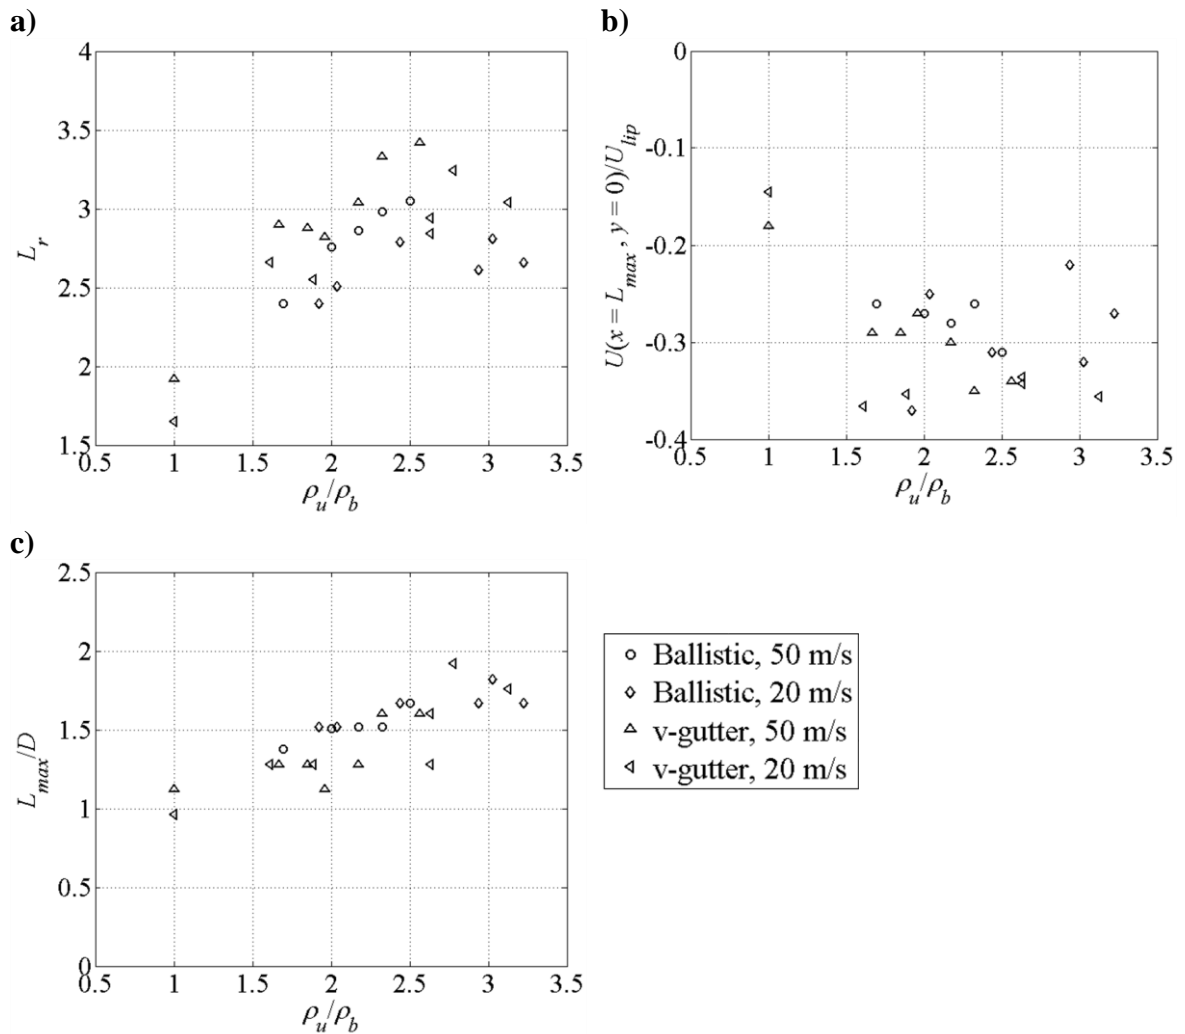 a)
4
3.5
3
2.5
2
1.5
L_r
0.5 1 1.5 2 2.5 3 3.5
ρ_u/ρ_b
b)
0
-0.1
-0.2
-0.3
-0.4
U(x = L_max, y = 0)/U_lip
0.5 1 1.5 2 2.5 3 3.5
ρ_u/ρ_b
c)
2.5
2
1.5
1
0.5
0
L_max/D
0.5 1 1.5 2 2.5 3 3.5
ρ_u/ρ_b
Ballistic, 50 m/s
Ballistic, 20 m/s
v-gutter, 50 m/s
v-gutter, 20 m/s